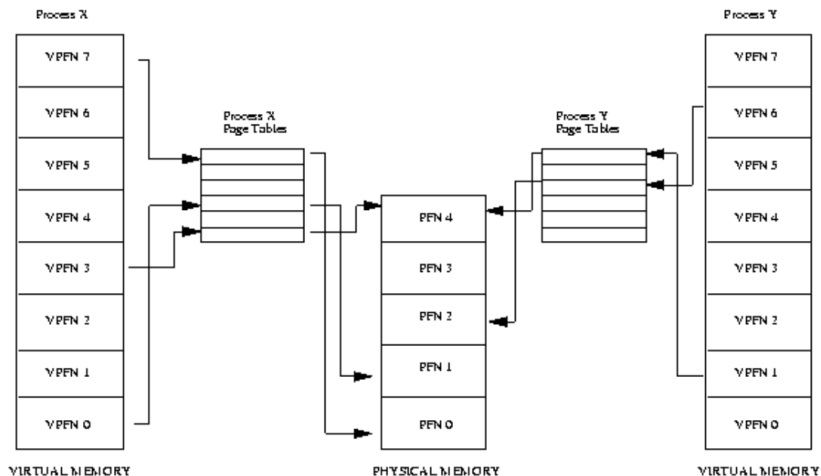 Process X
Process Y
VPFN 7
VPFN 6
VPFN 5
VPFN 4
VPFN 3
VPFN 2
VPFN 1
VPFN 0
VIRTUAL MEMORY
Process X
Page Tables
PFN 4
PFN 3
PFN 2
PFN 1
PFN 0
PHYSICAL MEMORY
Process Y
Page Tables
VPFN 7
VPFN 6
VPFN 5
VPFN 4
VPFN 3
VPFN 2
VPFN 1
VPFN 0
VIRTUAL MEMORY